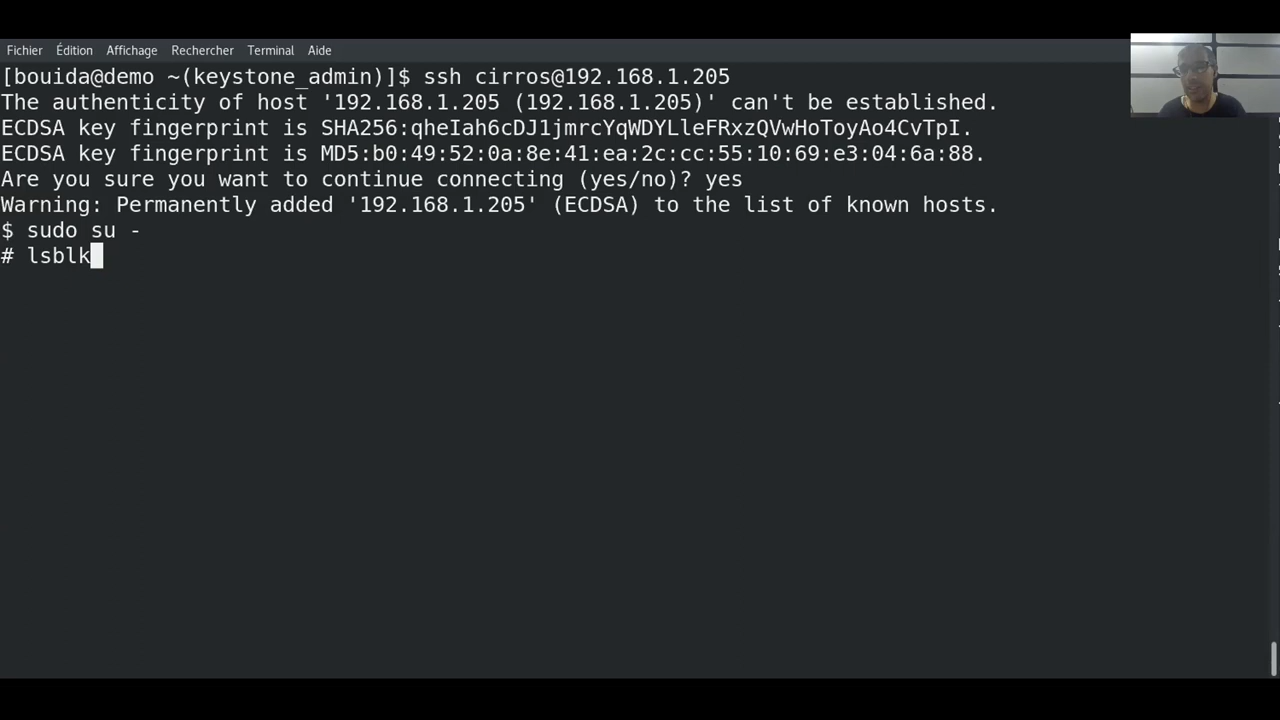 Fichier Édition Affichage Rechercher Terminal Aide
[bouida@demo ~(keystone_admin)]$ ssh cirros@192.168.1.205
The authenticity of host '192.168.1.205 (192.168.1.205)' can't be established.
ECDSA key fingerprint is SHA256:qheIah6cDJ1jmrcYqWDYLleFRxzQVwHoToyAo4CvTpI.
ECDSA key fingerprint is MD5:b0:49:52:0a:8e:41:ea:2c:cc:55:10:69:e3:04:6a:88.
Are you sure you want to continue connecting (yes/no)? yes
Warning: Permanently added '192.168.1.205' (ECDSA) to the list of known hosts.
$ sudo su -
# lsblk